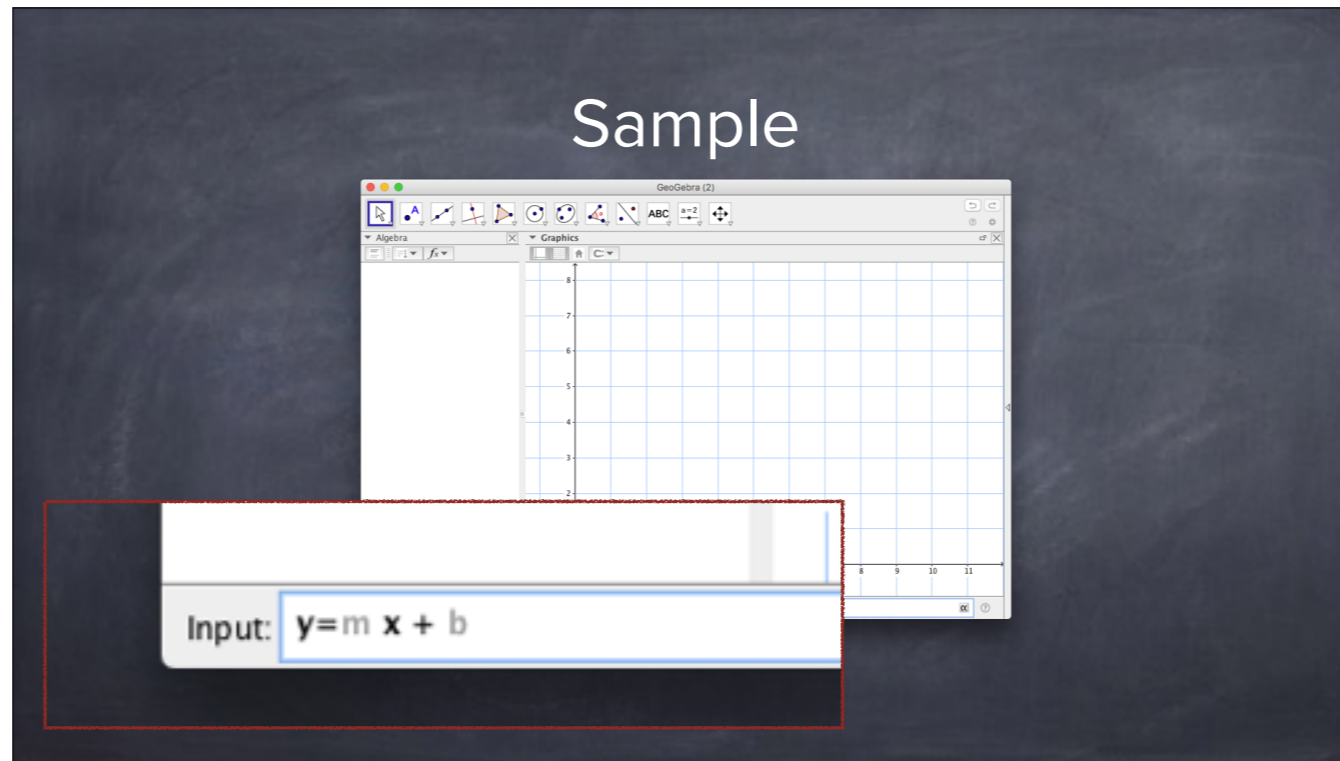 Sample
GeoGebra (2)
A
ABC
a=2
Algebra
Graphics
fx
8
7
6
5
4
3
2
8 9 10 11
α
Input: y=m x + b